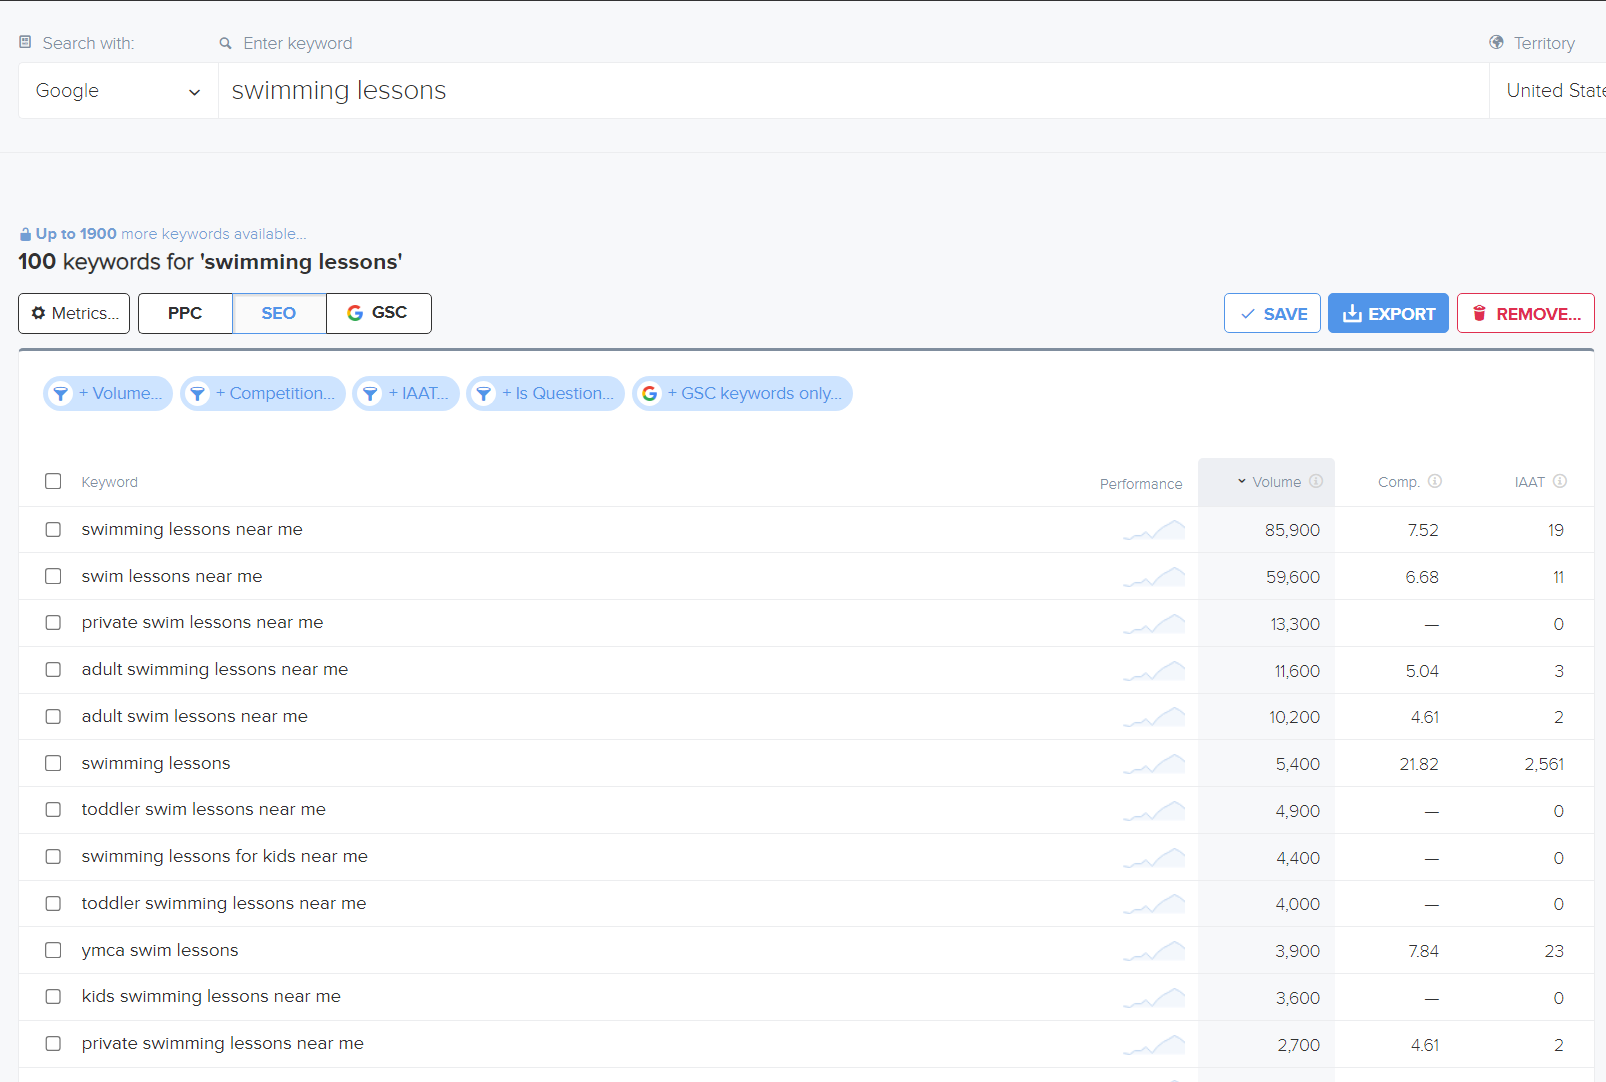 Search with:
Enter keyword
Territory
Google
swimming lessons
United State
Up to 1900 more keywords available...
100 keywords for 'swimming lessons'
Metrics...
PPC
SEO
GSC
SAVE
EXPORT
REMOVE...
+ Volume...
+ Competition...
+ IAAT...
+ Is Question...
+ GSC keywords only...
Keyword Performance Volume Comp. IAAT
swimming lessons near me 85,900 7.52 19
swim lessons near me 59,600 6.68 11
private swim lessons near me 13,300 — 0
adult swimming lessons near me 11,600 5.04 3
adult swim lessons near me 10,200 4.61 2
swimming lessons 5,400 21.82 2,561
toddler swim lessons near me 4,900 — 0
swimming lessons for kids near me 4,400 — 0
toddler swimming lessons near me 4,000 — 0
ymca swim lessons 3,900 7.84 23
kids swimming lessons near me 3,600 — 0
private swimming lessons near me 2,700 4.61 2